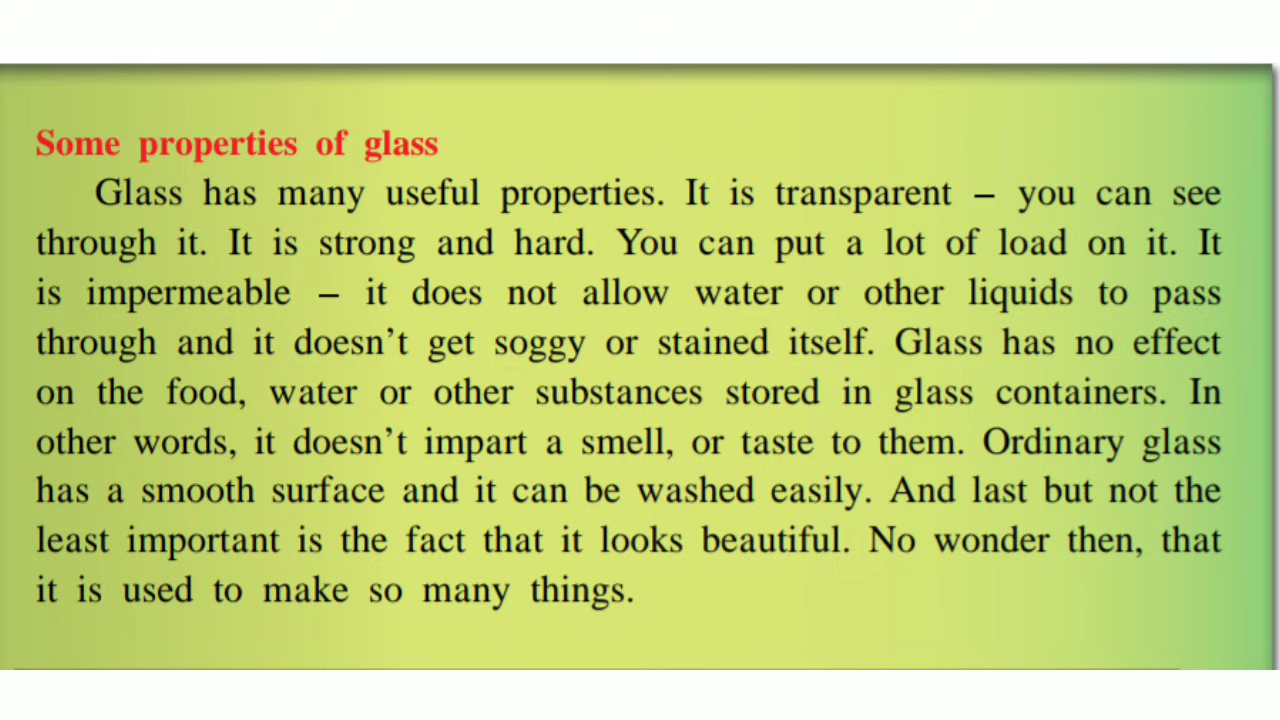 Some properties of glass
Glass has many useful properties. It is transparent – you can see
through it. It is strong and hard. You can put a lot of load on it. It
is impermeable – it does not allow water or other liquids to pass
through and it doesn’t get soggy or stained itself. Glass has no effect
on the food, water or other substances stored in glass containers. In
other words, it doesn’t impart a smell, or taste to them. Ordinary glass
has a smooth surface and it can be washed easily. And last but not the
least important is the fact that it looks beautiful. No wonder then, that
it is used to make so many things.